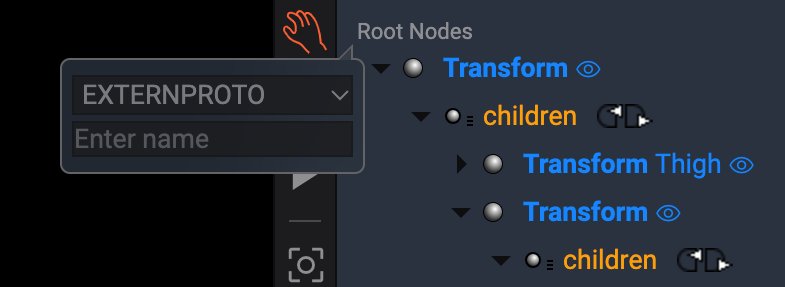 Root Nodes
Transform
EXTERNPROTO
Enter name
children
Transform Thigh
Transform
children